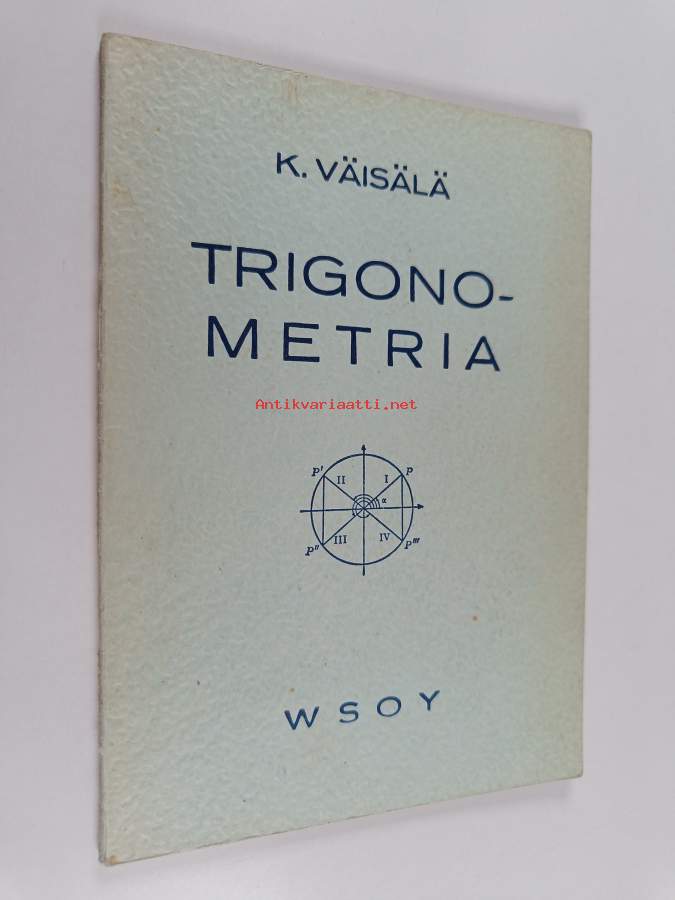 K. VÄISÄLÄ
TRIGONO-
METRIA
Antikvariaatti.net
P' II I P
α
P'' III IV P'''
WSOY